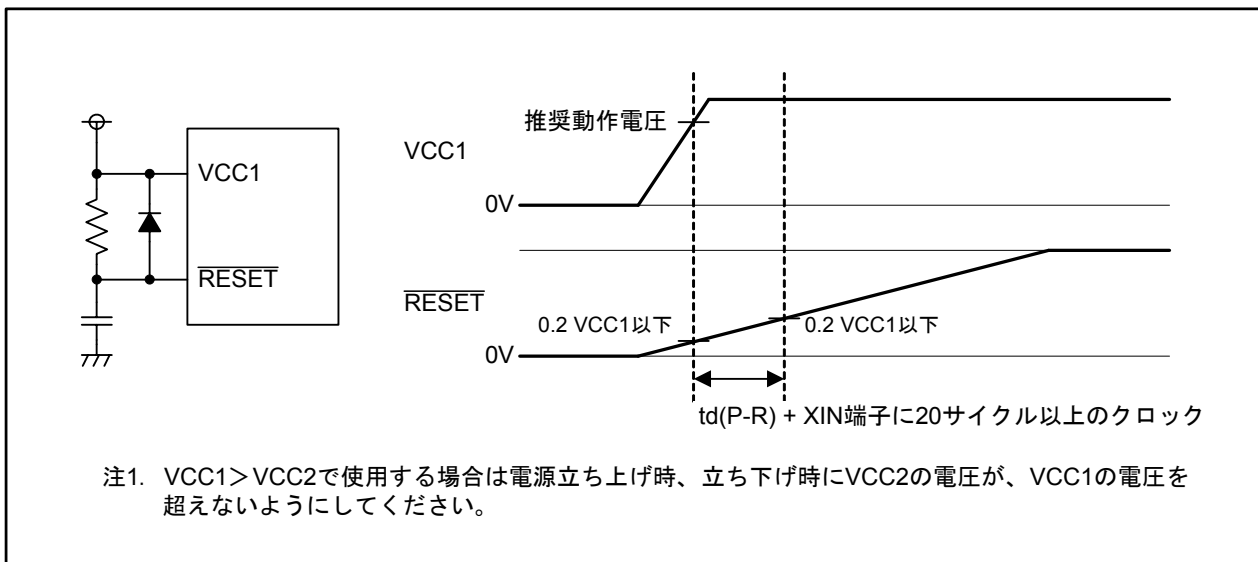 VCC1
RESET
推奨動作電圧
VCC1
0V
RESET
0.2 VCC1以下
0.2 VCC1以下
0V
td(P-R) + XIN端子に20サイクル以上のクロック
注1. VCC1＞VCC2で使用する場合は電源立ち上げ時、立ち下げ時にVCC2の電圧が、VCC1の電圧を
超えないようにしてください。